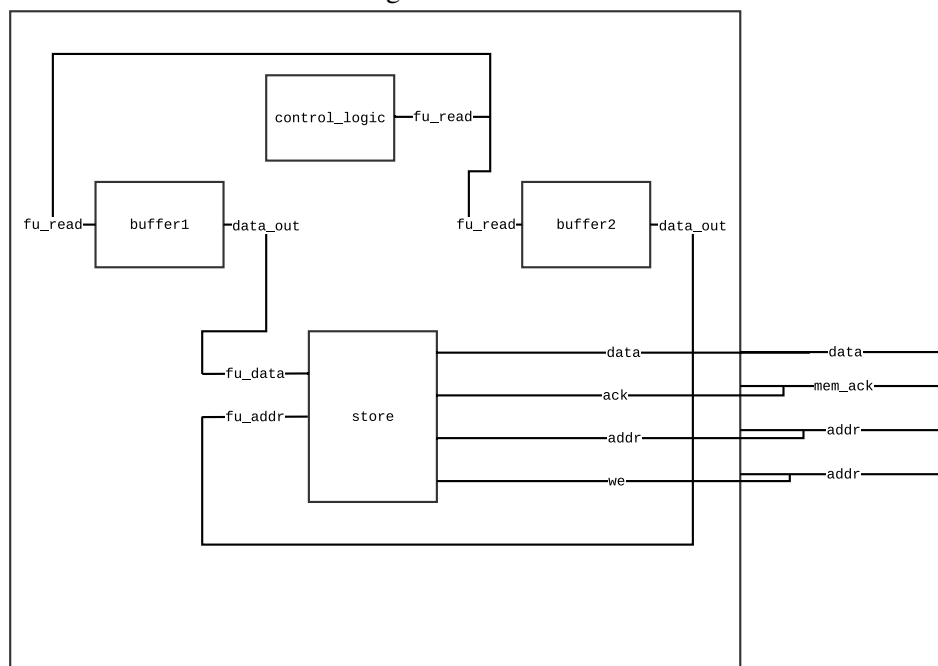 control_logic
fu_read
fu_read
buffer1
data_out
fu_read
buffer2
data_out
data
data
fu_data
mem_ack
ack
fu_addr
store
addr
addr
we
addr